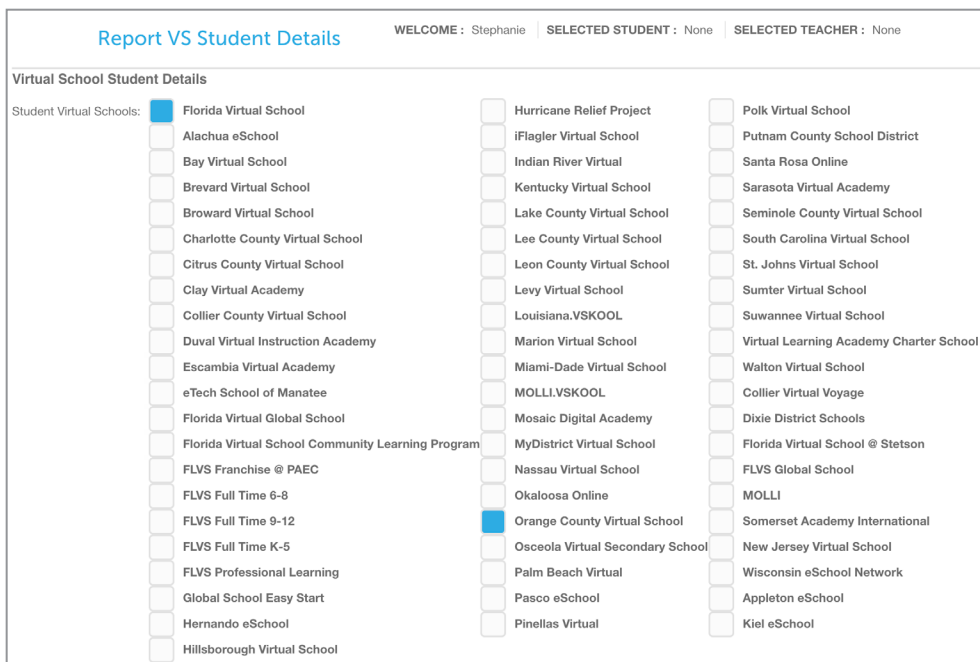 Report VS Student Details
WELCOME : Stephanie SELECTED STUDENT : None SELECTED TEACHER : None
Virtual School Student Details
Student Virtual Schools:
Florida Virtual School
Alachua eSchool
Bay Virtual School
Brevard Virtual School
Broward Virtual School
Charlotte County Virtual School
Citrus County Virtual School
Clay Virtual Academy
Collier County Virtual School
Duval Virtual Instruction Academy
Escambia Virtual Academy
eTech School of Manatee
Florida Virtual Global School
Florida Virtual School Community Learning Program
FLVS Franchise @ PAEC
FLVS Full Time 6-8
FLVS Full Time 9-12
FLVS Full Time K-5
FLVS Professional Learning
Global School Easy Start
Hernando eSchool
Hillsborough Virtual School
Hurricane Relief Project
iFlagler Virtual School
Indian River Virtual
Kentucky Virtual School
Lake County Virtual School
Lee County Virtual School
Leon County Virtual School
Levy Virtual School
Louisiana.VSKOOL
Marion Virtual School
Miami-Dade Virtual School
MOLLI.VSKOOL
Mosaic Digital Academy
MyDistrict Virtual School
Nassau Virtual School
Okaloosa Online
Orange County Virtual School
Osceola Virtual Secondary School
Palm Beach Virtual
Pasco eSchool
Pinellas Virtual
Polk Virtual School
Putnam County School District
Santa Rosa Online
Sarasota Virtual Academy
Seminole County Virtual School
South Carolina Virtual School
St. Johns Virtual School
Sumter Virtual School
Suwannee Virtual School
Virtual Learning Academy Charter School
Walton Virtual School
Collier Virtual Voyage
Dixie District Schools
Florida Virtual School @ Stetson
FLVS Global School
MOLLI
Somerset Academy International
New Jersey Virtual School
Wisconsin eSchool Network
Appleton eSchool
Kiel eSchool